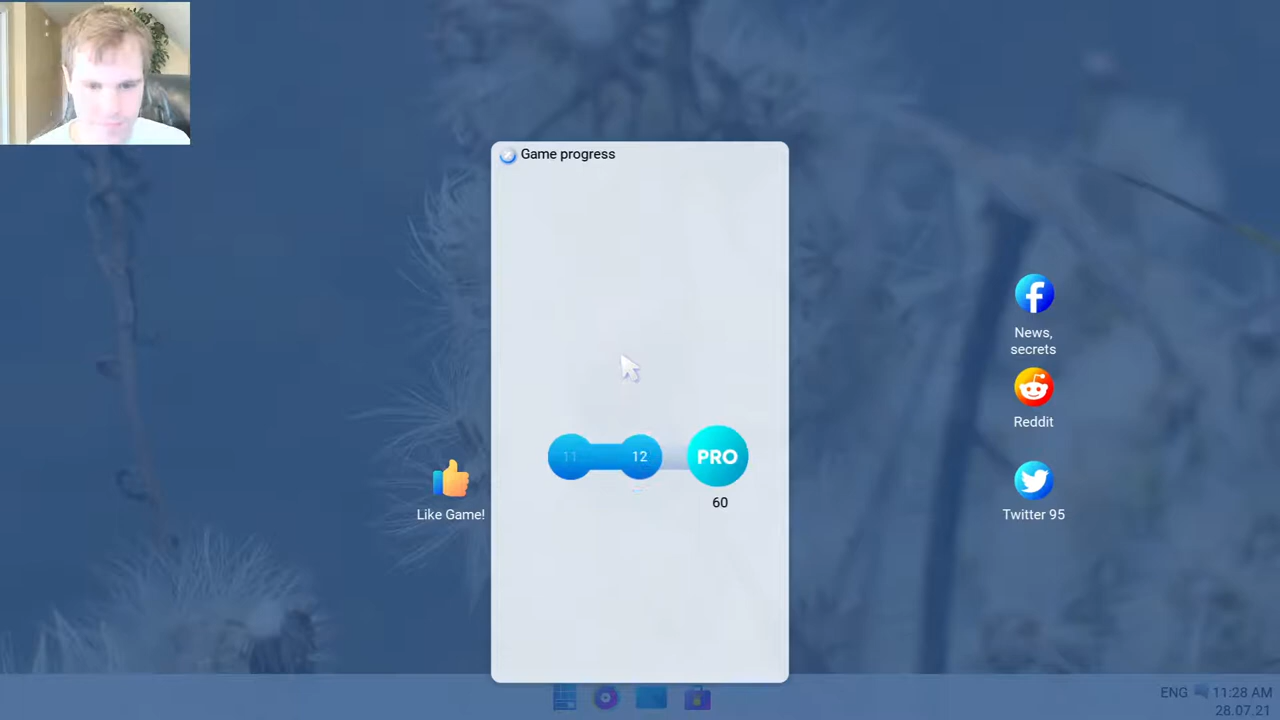 Game progress
11
12
PRO
60
Like Game!
News,
secrets
Reddit
Twitter 95
ENG
11:28 AM
28.07.21